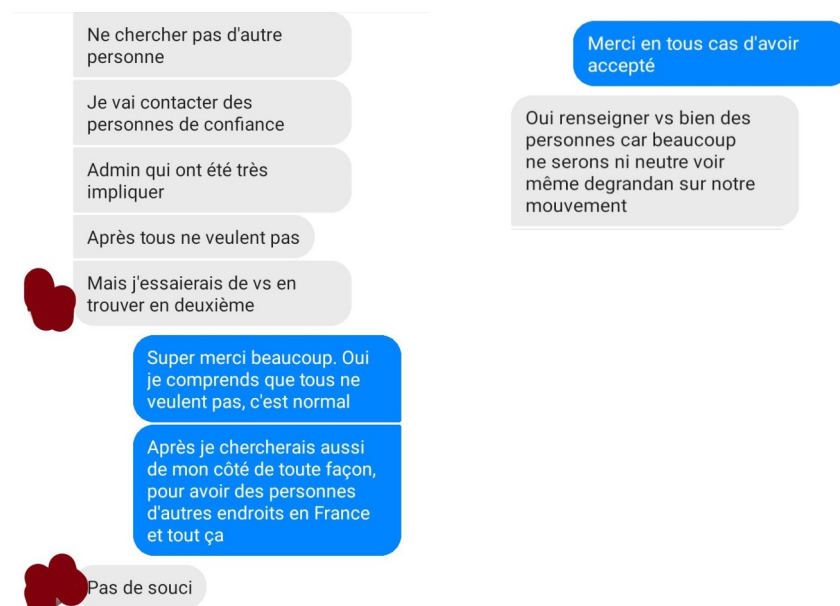 Ne chercher pas d'autre
personne
Je vai contacter des
personnes de confiance
Admin qui ont été très
impliquer
Après tous ne veulent pas
Mais j'essaierais de vs en
trouver en deuxième
Super merci beaucoup. Oui
je comprends que tous ne
veulent pas, c'est normal
Après je chercherais aussi
de mon côté de toute façon,
pour avoir des personnes
d'autres endroits en France
et tout ça
Pas de souci
Merci en tous cas d'avoir
accepté
Oui renseigner vs bien des
personnes car beaucoup
ne serons ni neutre voir
même degrandan sur notre
mouvement